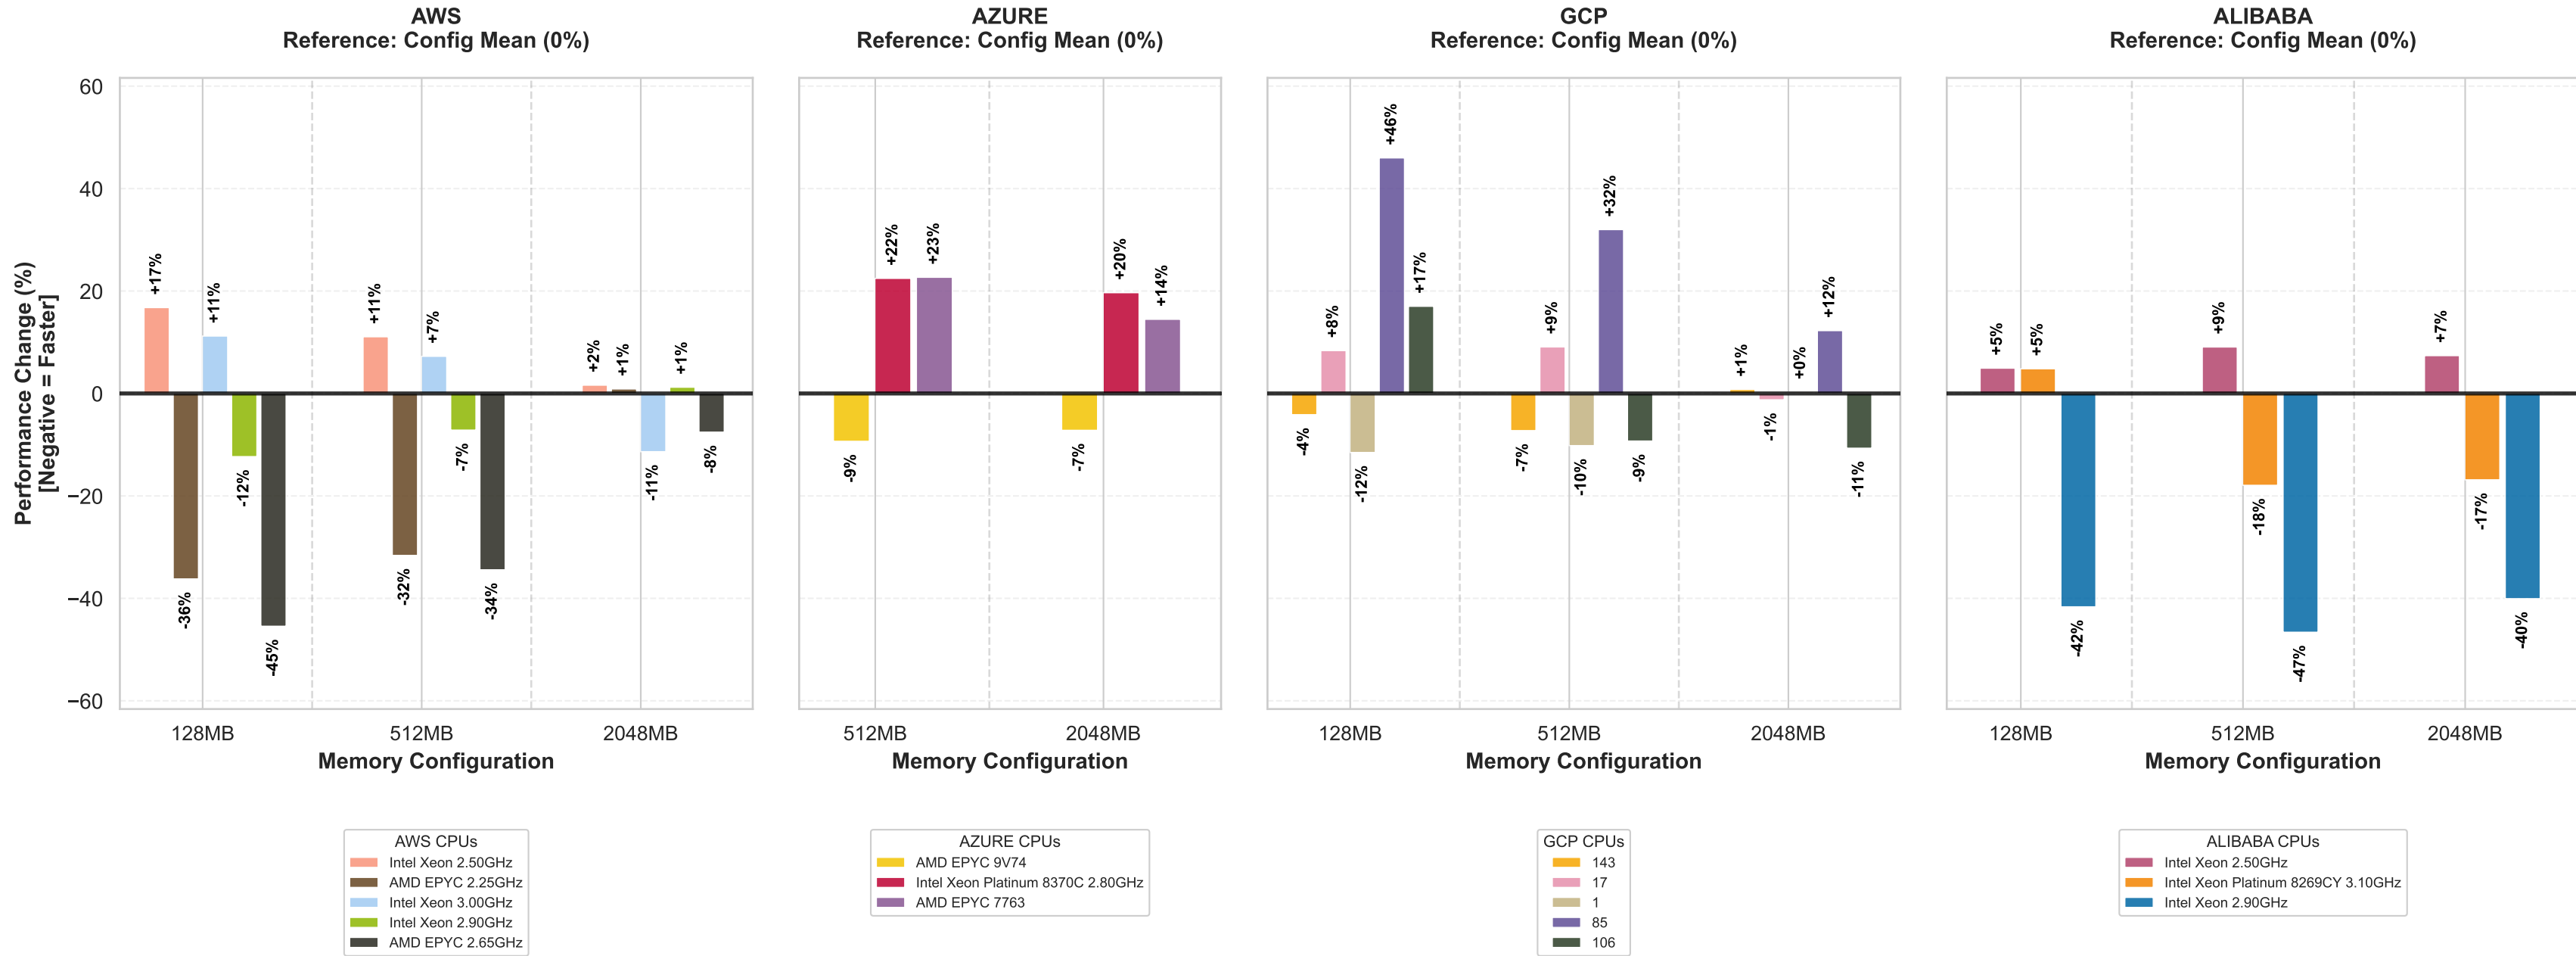 AWS
Reference: Config Mean (0%)
AZURE
Reference: Config Mean (0%)
GCP
Reference: Config Mean (0%)
ALIBABA
Reference: Config Mean (0%)
Performance Change (%)
[Negative = Faster]
60
40
20
0
−20
−40
−60
+17%
-36%
+11%
-12%
-45%
+11%
-32%
+7%
-7%
-34%
+2%
+1%
-11%
+1%
-8%
128MB
512MB
2048MB
Memory Configuration
-9%
+22%
+23%
-7%
+20%
+14%
512MB
2048MB
Memory Configuration
-4%
+8%
-12%
+46%
+17%
-7%
+9%
-10%
+32%
-9%
+1%
-1%
+0%
+12%
-11%
128MB
512MB
2048MB
Memory Configuration
+5%
+5%
-42%
+9%
-18%
-47%
+7%
-17%
-40%
128MB
512MB
2048MB
Memory Configuration
AWS CPUs
Intel Xeon 2.50GHz
AMD EPYC 2.25GHz
Intel Xeon 3.00GHz
Intel Xeon 2.90GHz
AMD EPYC 2.65GHz
AZURE CPUs
AMD EPYC 9V74
Intel Xeon Platinum 8370C 2.80GHz
AMD EPYC 7763
GCP CPUs
143
17
1
85
106
ALIBABA CPUs
Intel Xeon 2.50GHz
Intel Xeon Platinum 8269CY 3.10GHz
Intel Xeon 2.90GHz